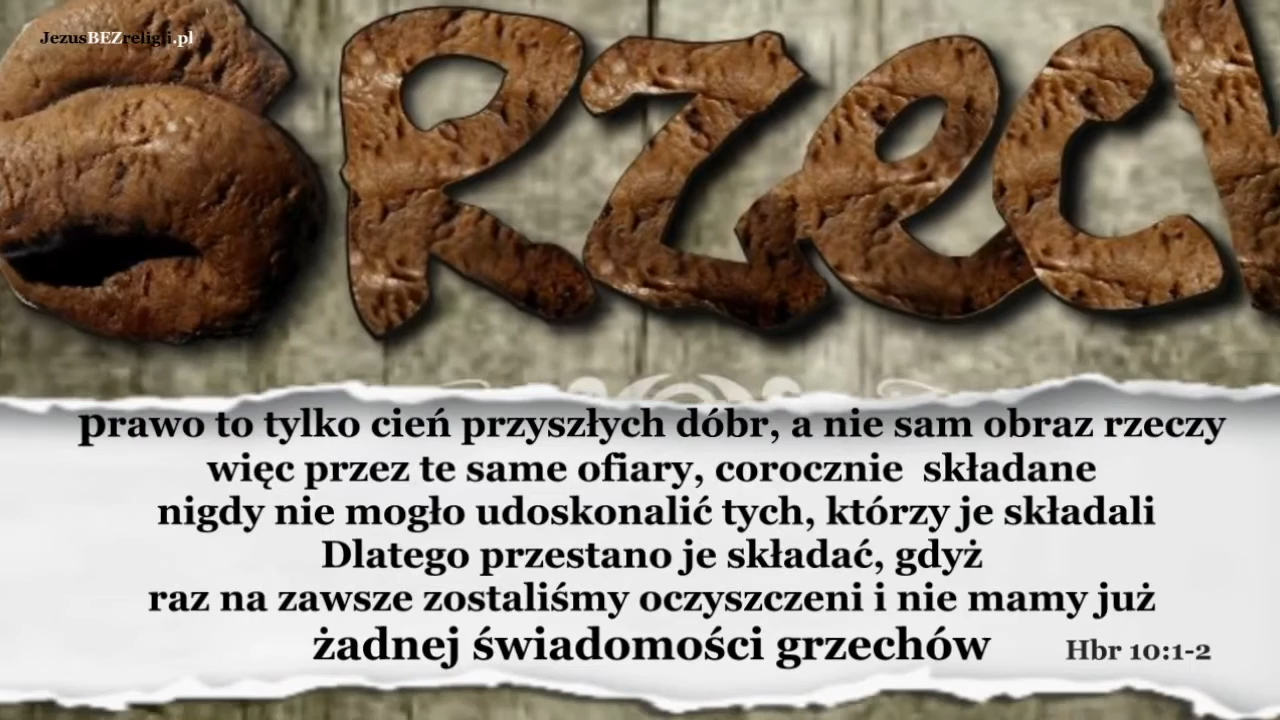 JezusBEZreligii.pl
Grzech
prawo to tylko cień przyszłych dóbr, a nie sam obraz rzeczy
więc przez te same ofiary, corocznie składane
nigdy nie mogło udoskonalić tych, którzy je składali
Dlatego przestano je składać, gdyż
raz na zawsze zostaliśmy oczyszczeni i nie mamy już
żadnej świadomości grzechów Hbr 10:1-2